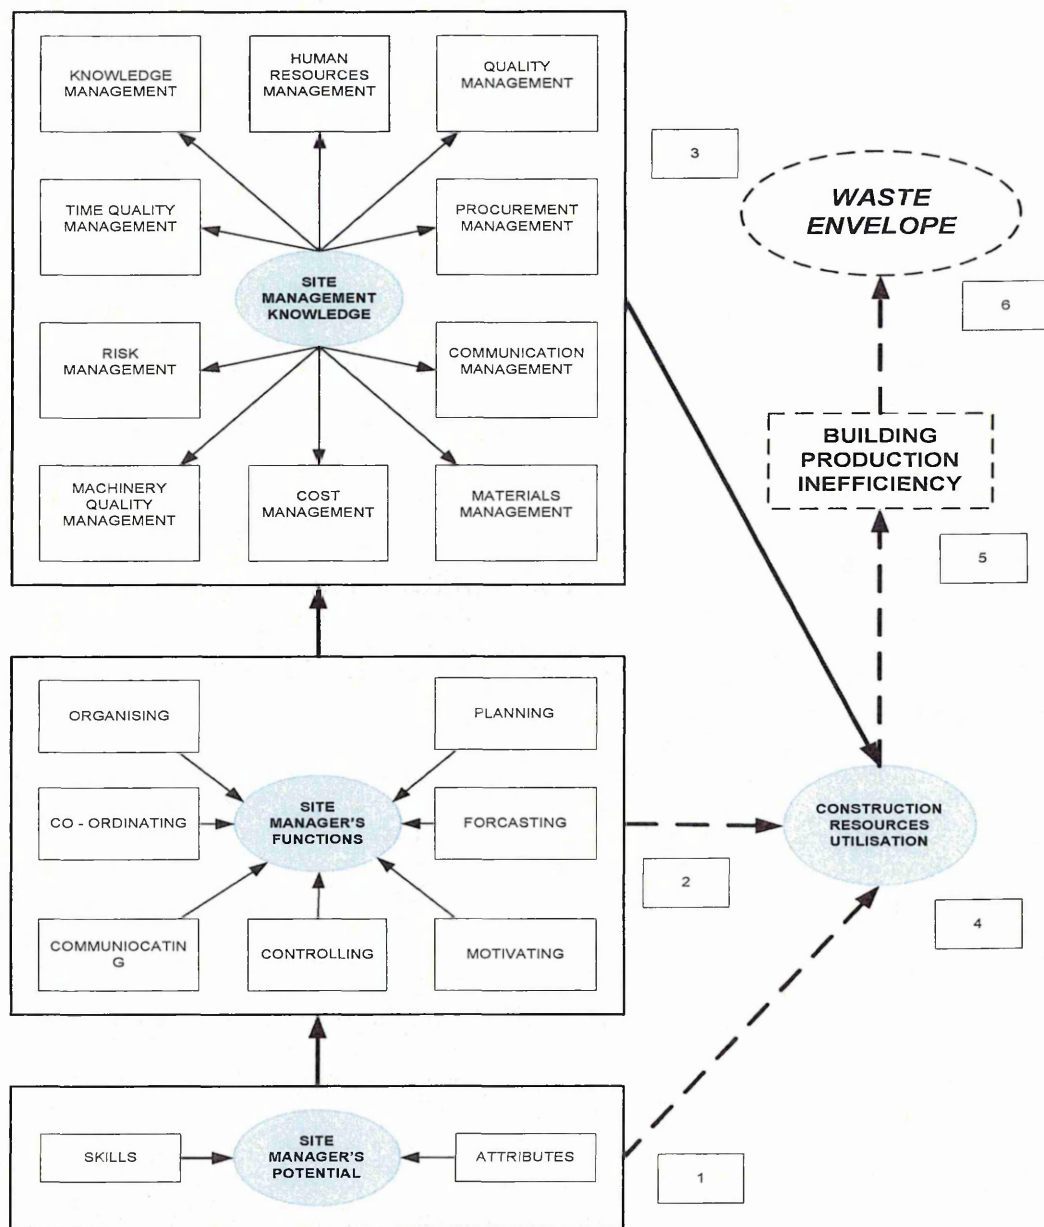 KNOWLEDGE
MANAGEMENT
HUMAN
RESOURCES
MANAGEMENT
QUALITY
MANAGEMENT
3
WASTE
ENVELOPE
TIME QUALITY
MANAGEMENT
PROCUREMENT
MANAGEMENT
SITE
MANAGEMENT
KNOWLEDGE
6
RISK
MANAGEMENT
COMMUNICATION
MANAGEMENT
BUILDING
PRODUCTION
INEFFICIENCY
MACHINERY
QUALITY
MANAGEMENT
COST
MANAGEMENT
MATERIALS
MANAGEMENT
5
ORGANISING
PLANNING
SITE
MANAGER'S
FUNCTIONS
CO - ORDINATING
FORCASTING
CONSTRUCTION
RESOURCES
UTILISATION
2
4
COMMUNIOCATIN
G
CONTROLLING
MOTIVATING
SKILLS
SITE
MANAGER'S
POTENTIAL
ATTRIBUTES
1